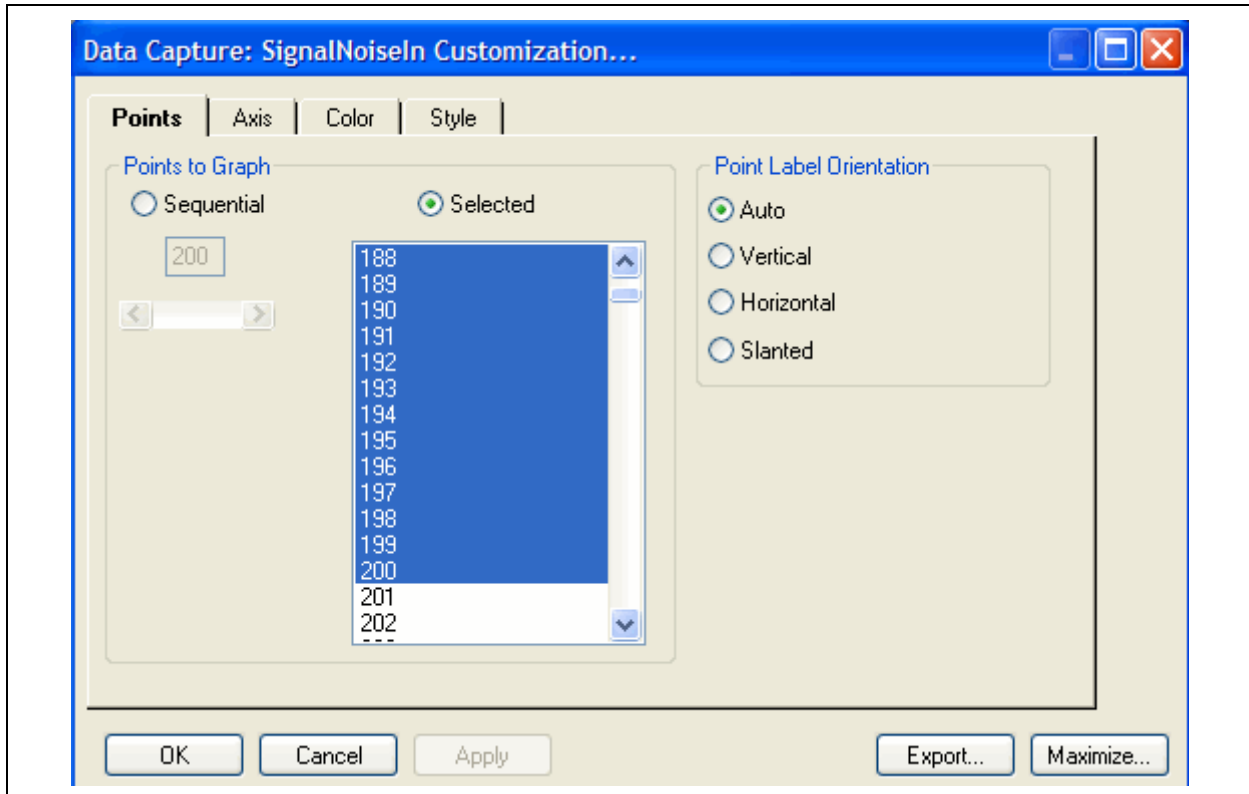 Data Capture: SignalNoiseIn Customization...
Points Axis Color Style
Points to Graph
Sequential
Selected
200
188
189
190
191
192
193
194
195
196
197
198
199
200
201
202
Point Label Orientation
Auto
Vertical
Horizontal
Slanted
OK Cancel Apply Export... Maximize...